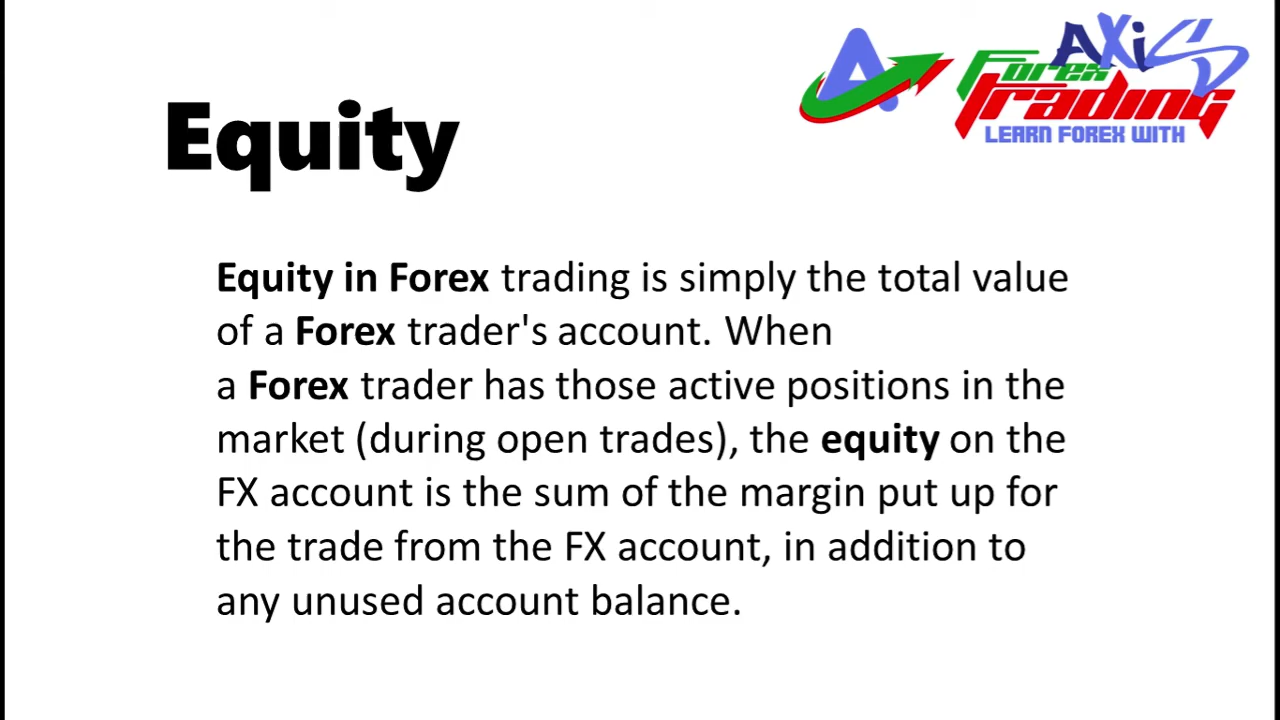 AXiS
Forex
Trading
LEARN FOREX WITH
Equity
Equity in Forex trading is simply the total value
of a Forex trader's account. When
a Forex trader has those active positions in the
market (during open trades), the equity on the
FX account is the sum of the margin put up for
the trade from the FX account, in addition to
any unused account balance.